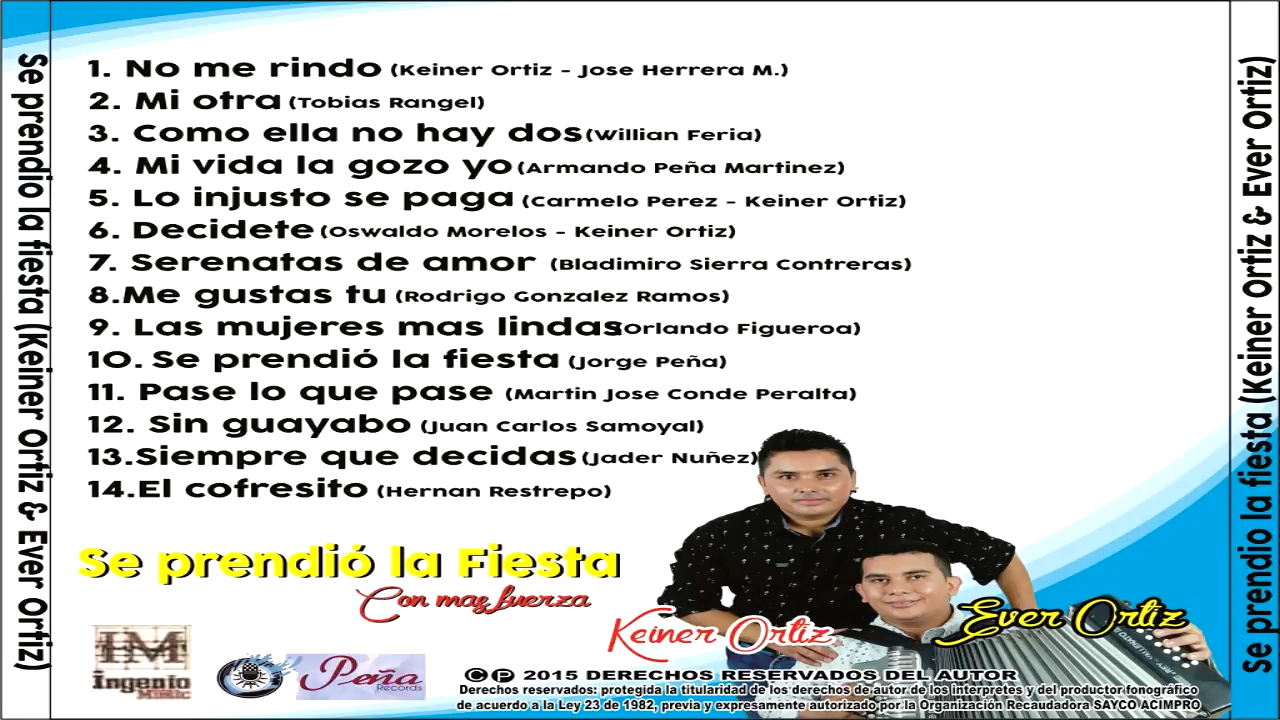 Se prendio la fiesta (Keiner Ortiz & Ever Ortiz)
1. No me rindo (Keiner Ortiz - Jose Herrera M.)
2. Mi otra (Tobias Rangel)
3. Como ella no hay dos (Willian Feria)
4. Mi vida la gozo yo (Armando Peña Martinez)
5. Lo injusto se paga (Carmelo Perez - Keiner Ortiz)
6. Decidete (Oswaldo Morelos - Keiner Ortiz)
7. Serenatas de amor (Bladimiro Sierra Contreras)
8.Me gustas tu (Rodrigo Gonzalez Ramos)
9. Las mujeres mas lindas (Orlando Figueroa)
10. Se prendió la fiesta (Jorge Peña)
11. Pase lo que pase (Martin Jose Conde Peralta)
12. Sin guayabo (Juan Carlos Samoyal)
13.Siempre que decidas (Jader Nuñez)
14.El cofresito (Hernan Restrepo)
Se prendió la Fiesta
Con mas fuerza
Keiner Ortiz
Ever Ortiz
IM
ingenio
MUSIC
Peña
Records
©℗ 2015 DERECHOS RESERVADOS DEL AUTOR
Derechos reservados: protegida la titularidad de los derechos de autor de los interpretes y del productor fonográfico
de acuerdo a la Ley 23 de 1982, previa y expresamente autorizado por la Organización Recaudadora SAYCO ACIMPRO
Se prendio la fiesta (Keiner Ortiz & Ever Ortiz)